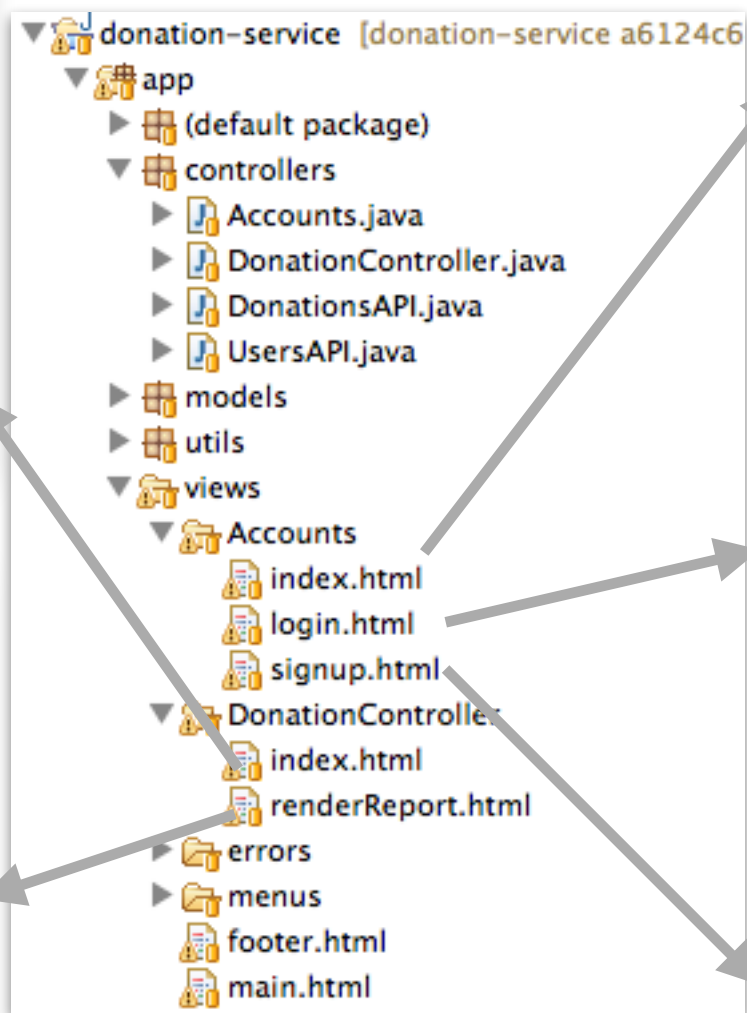 donation-service [donation-service a6124c6
app
(default package)
controllers
Accounts.java
DonationController.java
DonationsAPI.java
UsersAPI.java
models
utils
views
Accounts
index.html
login.html
signup.html
DonationController
index.html
renderReport.html
errors
menus
footer.html
main.html